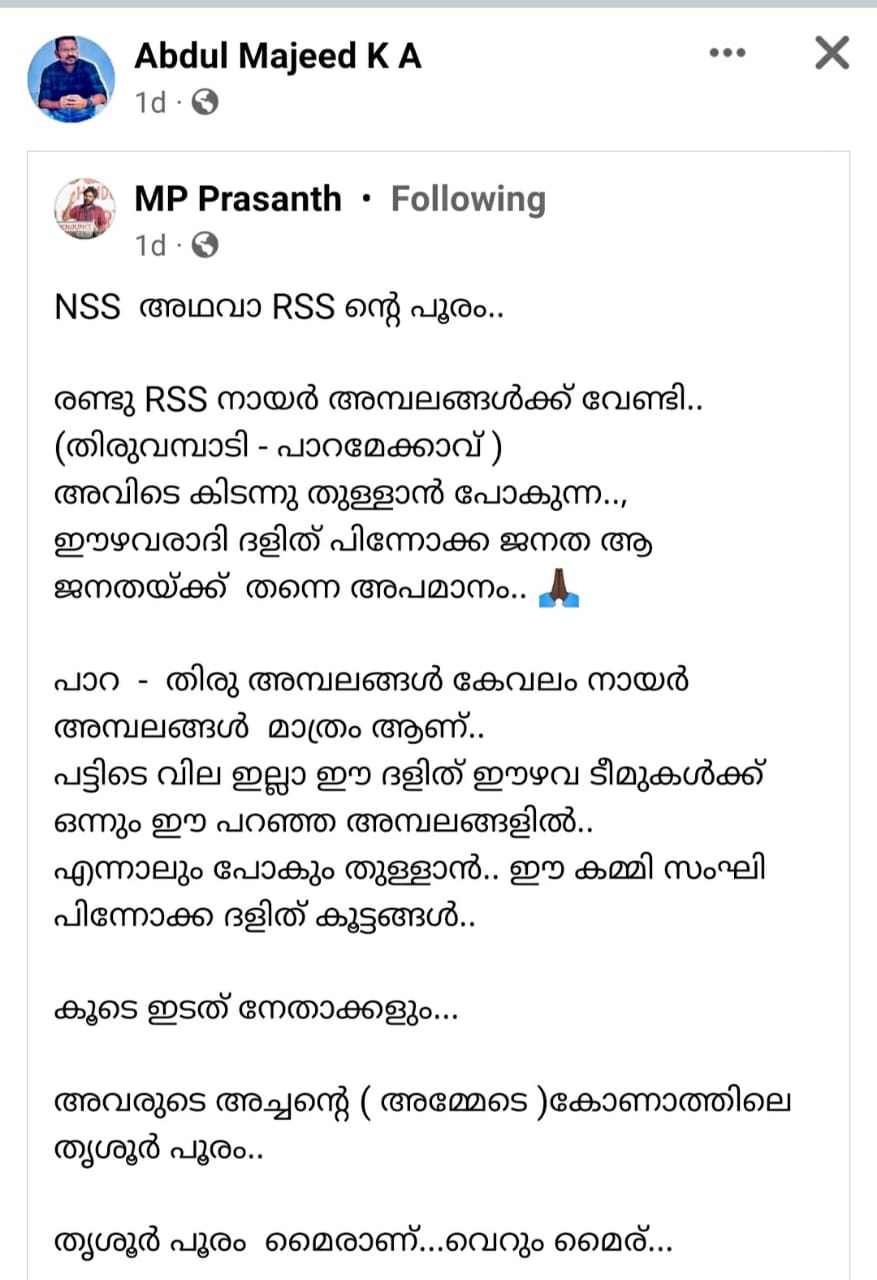 Abdul Majeed K A
1d ·
MP Prasanth • Following
1d ·
NSS അഥവാ RSS ന്റെ പൂരം..
രണ്ടു RSS നായർ അമ്പലങ്ങൾക്ക് വേണ്ടി..
(തിരുവമ്പാടി - പാറമേക്കാവ് )
അവിടെ കിടന്നു തുള്ളാൻ പോകുന്ന..,
ഈഴവരാദി ദളിത് പിന്നോക്ക ജനത ആ
ജനതയ്ക്ക് തന്നെ അപമാനം.. 🙏🏿
പാറ - തിരു അമ്പലങ്ങൾ കേവലം നായർ
അമ്പലങ്ങൾ മാത്രം ആണ്..
പട്ടിടെ വില ഇല്ലാ ഈ ദളിത് ഈഴവ ടീമുകൾക്ക്
ഒന്നും ഈ പറഞ്ഞ അമ്പലങ്ങളിൽ..
എന്നാലും പോകും തുള്ളാൻ.. ഈ കമ്മി സംഘി
പിന്നോക്ക ദളിത് കൂട്ടങ്ങൾ..
കൂടെ ഇടത് നേതാക്കളും...
അവരുടെ അച്ചന്റെ ( അമ്മേടെ )കോണാത്തിലെ
തൃശൂർ പൂരം..
തൃശൂർ പൂരം മൈരാണ്...വെറും മൈര്...